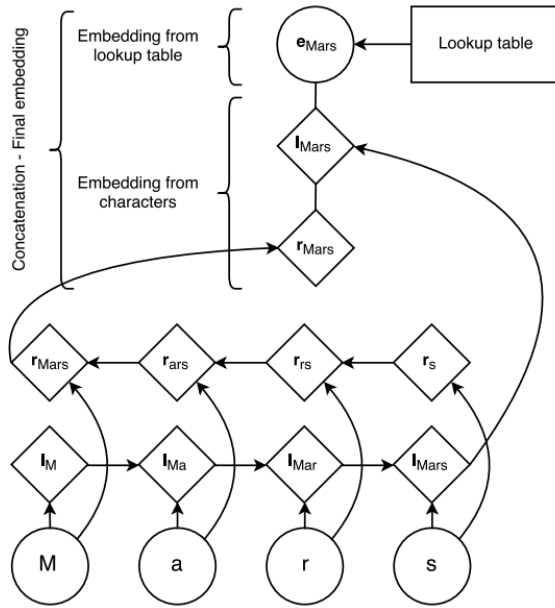 Concatenation - Final embedding
Embedding from
lookup table
eMars
Lookup table
lMars
Embedding from
characters
rMars
rMars
rars
rrs
rs
lM
lMa
lMar
lMars
M
a
r
s